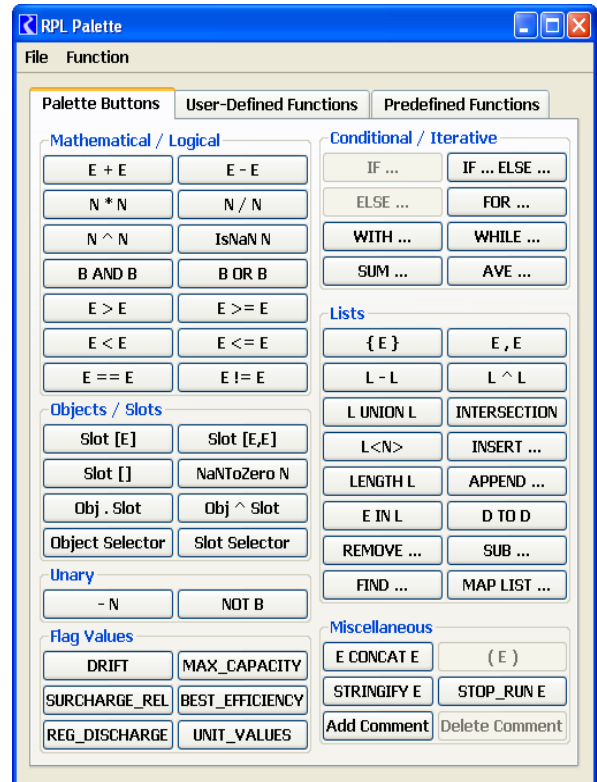 RPL Palette
File Function
Palette Buttons User-Defined Functions Predefined Functions
Mathematical / Logical
E + E E - E
N * N N / N
N ^ N IsNaN N
B AND B B OR B
E > E E >= E
E < E E <= E
E == E E != E
Objects / Slots
Slot [E] Slot [E,E]
Slot [] NaNToZero N
Obj . Slot Obj ^ Slot
Object Selector Slot Selector
Unary
- N NOT B
Flag Values
DRIFT MAX_CAPACITY
SURCHARGE_REL BEST_EFFICIENCY
REG_DISCHARGE UNIT_VALUES
Conditional / Iterative
IF ... IF ... ELSE ...
ELSE ... FOR ...
WITH ... WHILE ...
SUM ... AVE ...
Lists
{ E } E , E
L - L L ^ L
L UNION L INTERSECTION
L<N> INSERT ...
LENGTH L APPEND ...
E IN L D TO D
REMOVE ... SUB ...
FIND ... MAP LIST ...
Miscellaneous
E CONCAT E ( E )
STRINGIFY E STOP_RUN E
Add Comment Delete Comment